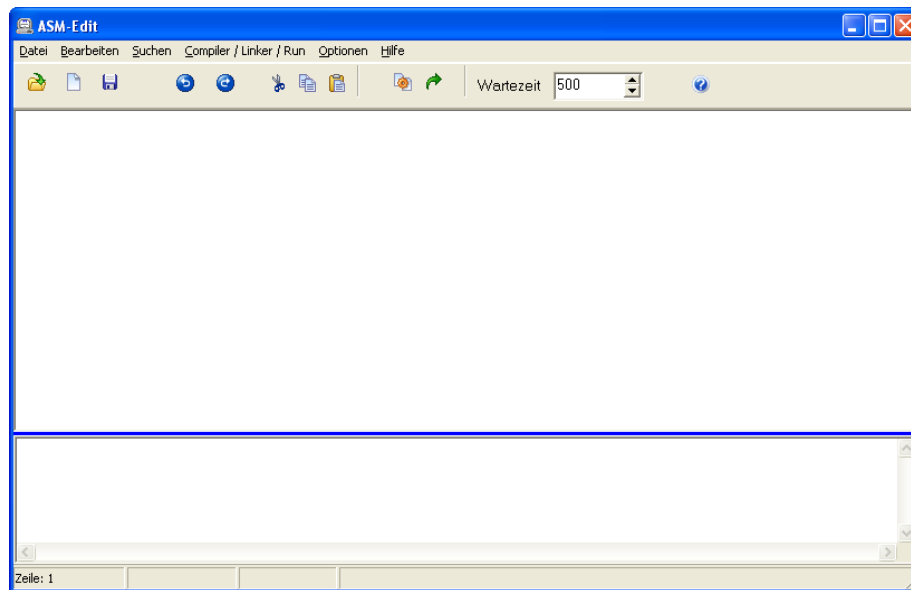 ASM-Edit
Datei Bearbeiten Suchen Compiler / Linker / Run Optionen Hilfe
Wartezeit 500
Zeile: 1